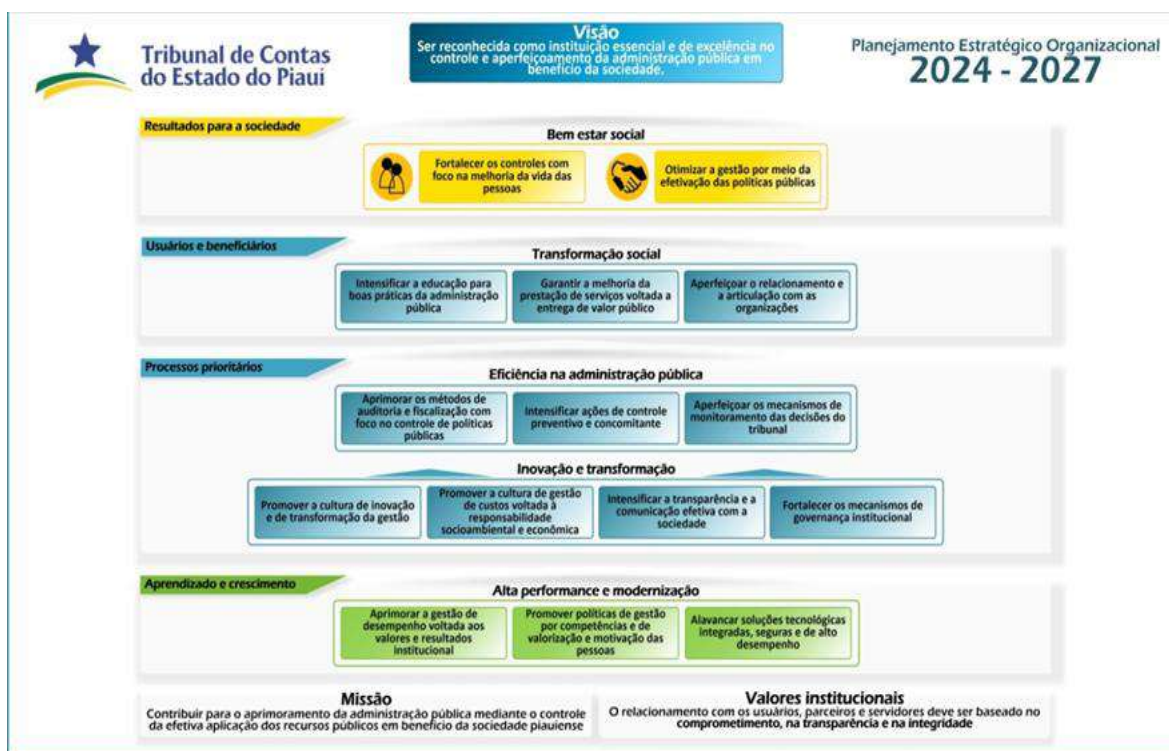 Tribunal de Contas
do Estado do Piauí
Visão
Ser reconhecida como instituição essencial e de excelência no
controle e aperfeiçoamento da administração pública em
benefício da sociedade.
Planejamento Estratégico Organizacional
2024 - 2027
Resultados para a sociedade
Bem estar social
Fortalecer os controles com
foco na melhoria da vida das
pessoas
Otimizar a gestão por meio da
efetivação das políticas públicas
Usuários e beneficiários
Transformação social
Intensificar a educação para
boas práticas da administração
pública
Garantir a melhoria da
prestação de serviços voltada a
entrega de valor público
Aperfeiçoar o relacionamento e
a articulação com as
organizações
Processos prioritários
Eficiência na administração pública
Aprimorar os métodos de
auditoria e fiscalização com
foco no controle de políticas
públicas
Intensificar ações de controle
preventivo e concomitante
Aperfeiçoar os mecanismos de
monitoramento das decisões do
tribunal
Inovação e transformação
Promover a cultura de inovação
e de transformação da gestão
Promover a cultura de gestão
de custos voltada à
responsabilidade
socioambiental e econômica
Intensificar a transparência e a
comunicação efetiva com a
sociedade
Fortalecer os mecanismos de
governança institucional
Aprendizado e crescimento
Alta performance e modernização
Aprimorar a gestão de
desempenho voltada aos
valores e resultados
institucional
Promover políticas de gestão
por competências e de
valorização e motivação das
pessoas
Alavancar soluções tecnológicas
integradas, seguras e de alto
desempenho
Missão
Contribuir para o aprimoramento da administração pública mediante o controle
da efetiva aplicação dos recursos públicos em benefício da sociedade piauiense
Valores institucionais
O relacionamento com os usuários, parceiros e servidores deve ser baseado no
comprometimento, na transparência e na integridade